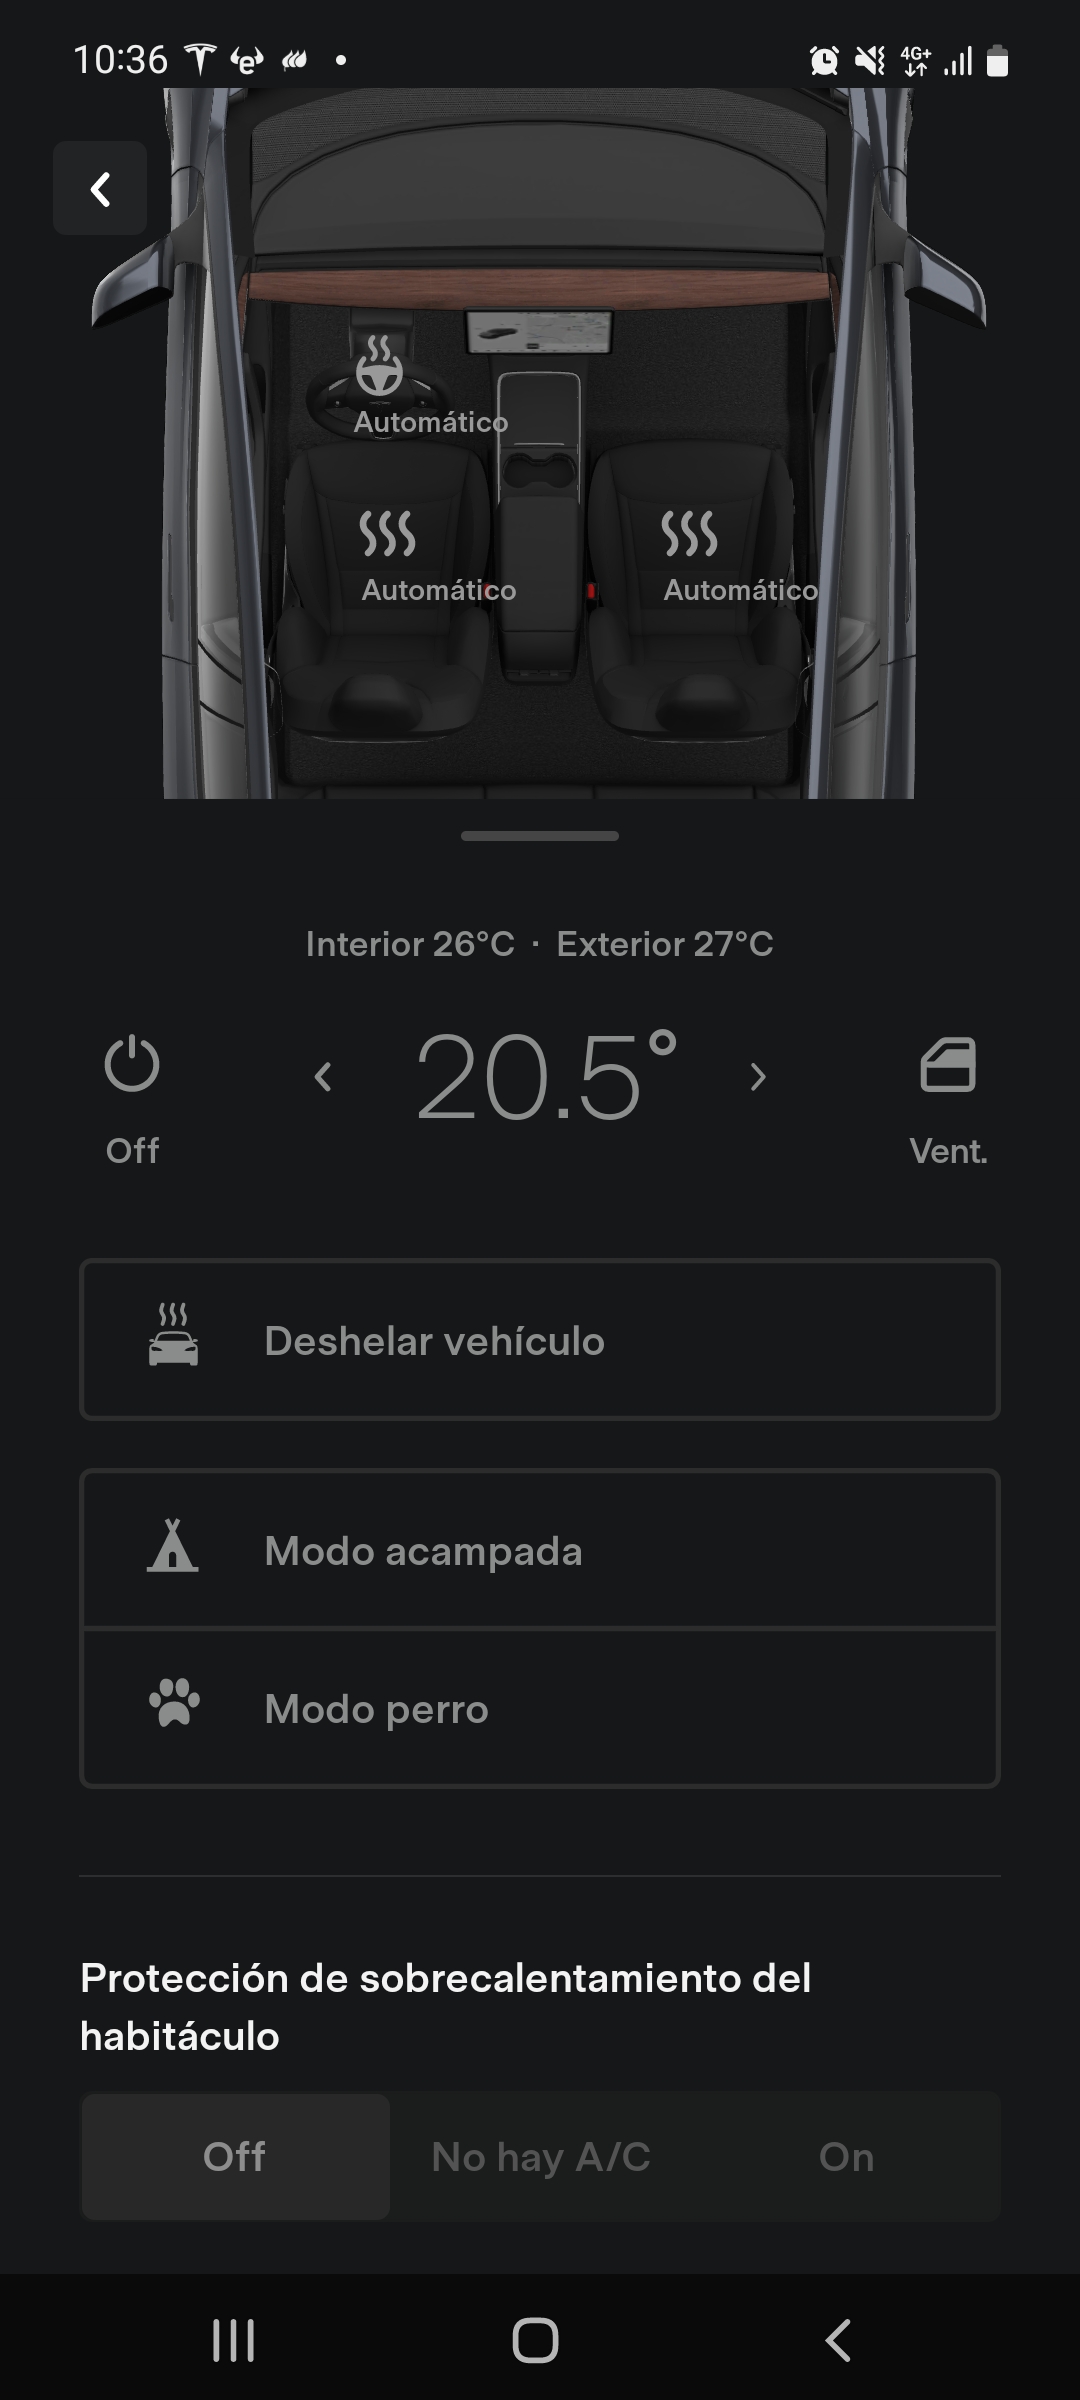 10:36
4G+
Automático
Automático
Automático
Interior 26°C · Exterior 27°C
20.5°
Off
Vent.
Deshelar vehículo
Modo acampada
Modo perro
Protección de sobrecalentamiento del
habitáculo
Off
No hay A/C
On